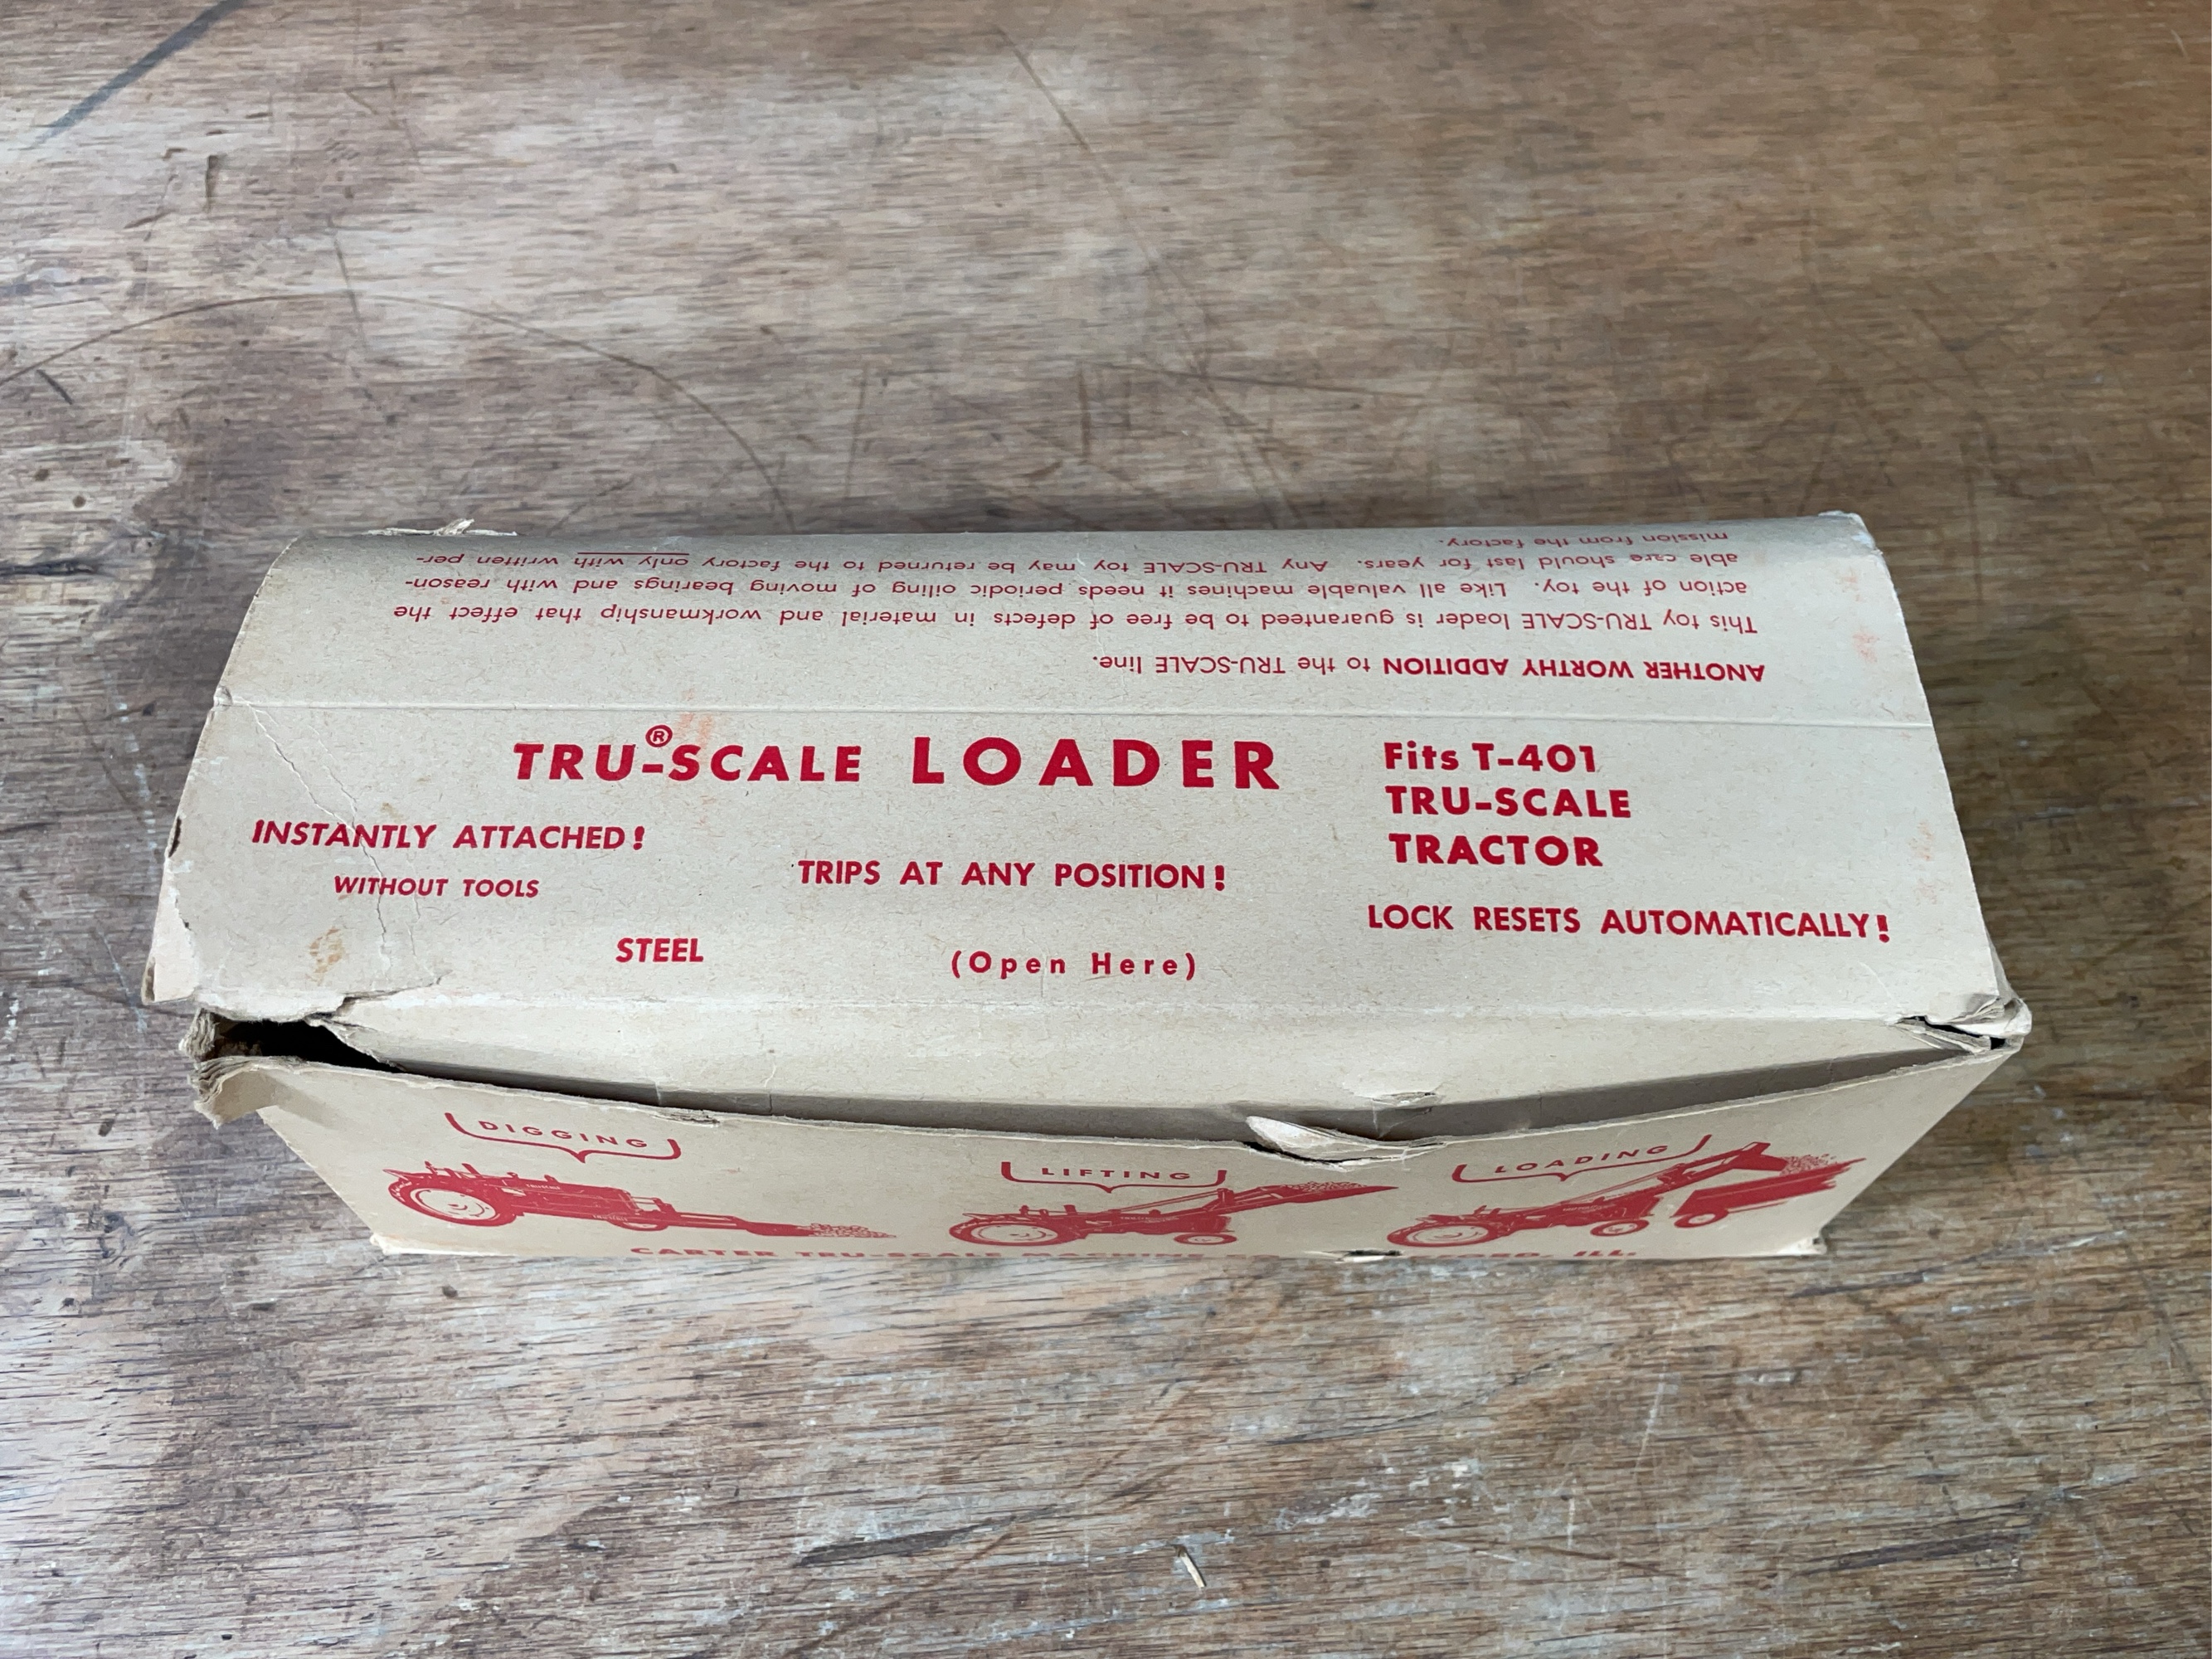 ANOTHER WORTHY ADDITION to the TRU-SCALE line.
This toy TRU-SCALE loader is guaranteed to be free of defects in material and workmanship that effect the
action of the toy. Like all valuable machines it needs periodic oiling of moving bearings and with reason-
able care should last for years. Any TRU-SCALE toy may be returned to the factory only with written per-
mission from the factory.
TRU-SCALE® LOADER
Fits T-401
TRU-SCALE
TRACTOR
INSTANTLY ATTACHED!
WITHOUT TOOLS
TRIPS AT ANY POSITION!
LOCK RESETS AUTOMATICALLY!
STEEL
(Open Here)
DIGGING
LIFTING
LOADING
CARTER TRU-SCALE MACHINE ILL.